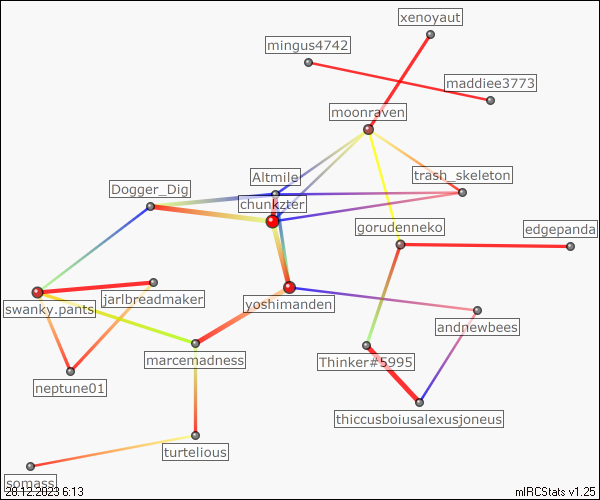 xenoyaut
mingus4742
maddiee3773
moonraven
Altmile
trash_skeleton
Dogger_Dig
chunkzter
gorudenneko
edgepanda
swanky.pants
jarlbreadmaker
yoshimanden
andnewbees
marcemadness
Thinker#5995
neptune01
thiccusboiusalexusjoneus
turtelious
somass
20.12.2023 6:13
mIRCStats v1.25